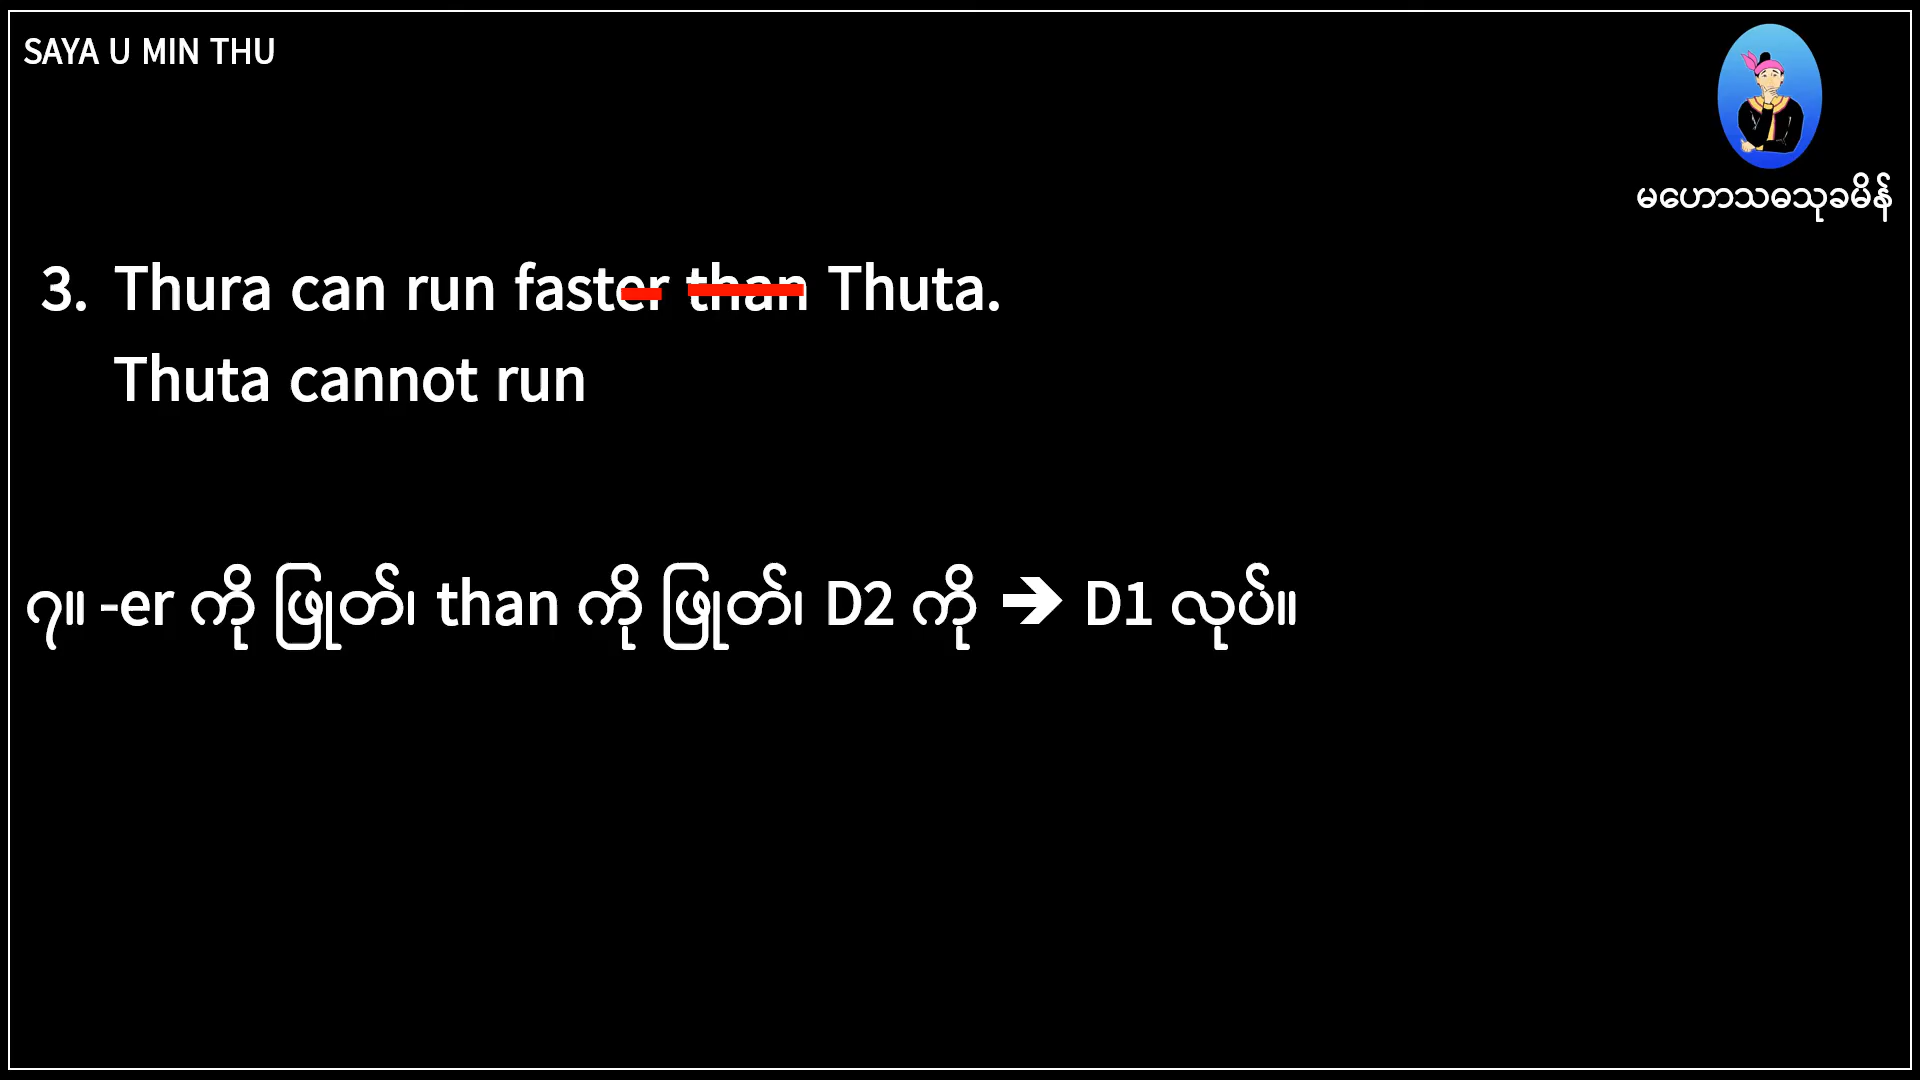 SAYA U MIN THU
မဟောသဓသုခမိန်
3. Thura can run faster than Thuta.
Thuta cannot run
၇။ -er ကို ဖြုတ်၊ than ကို ဖြုတ်၊ D2 ကို ➔ D1 လုပ်။